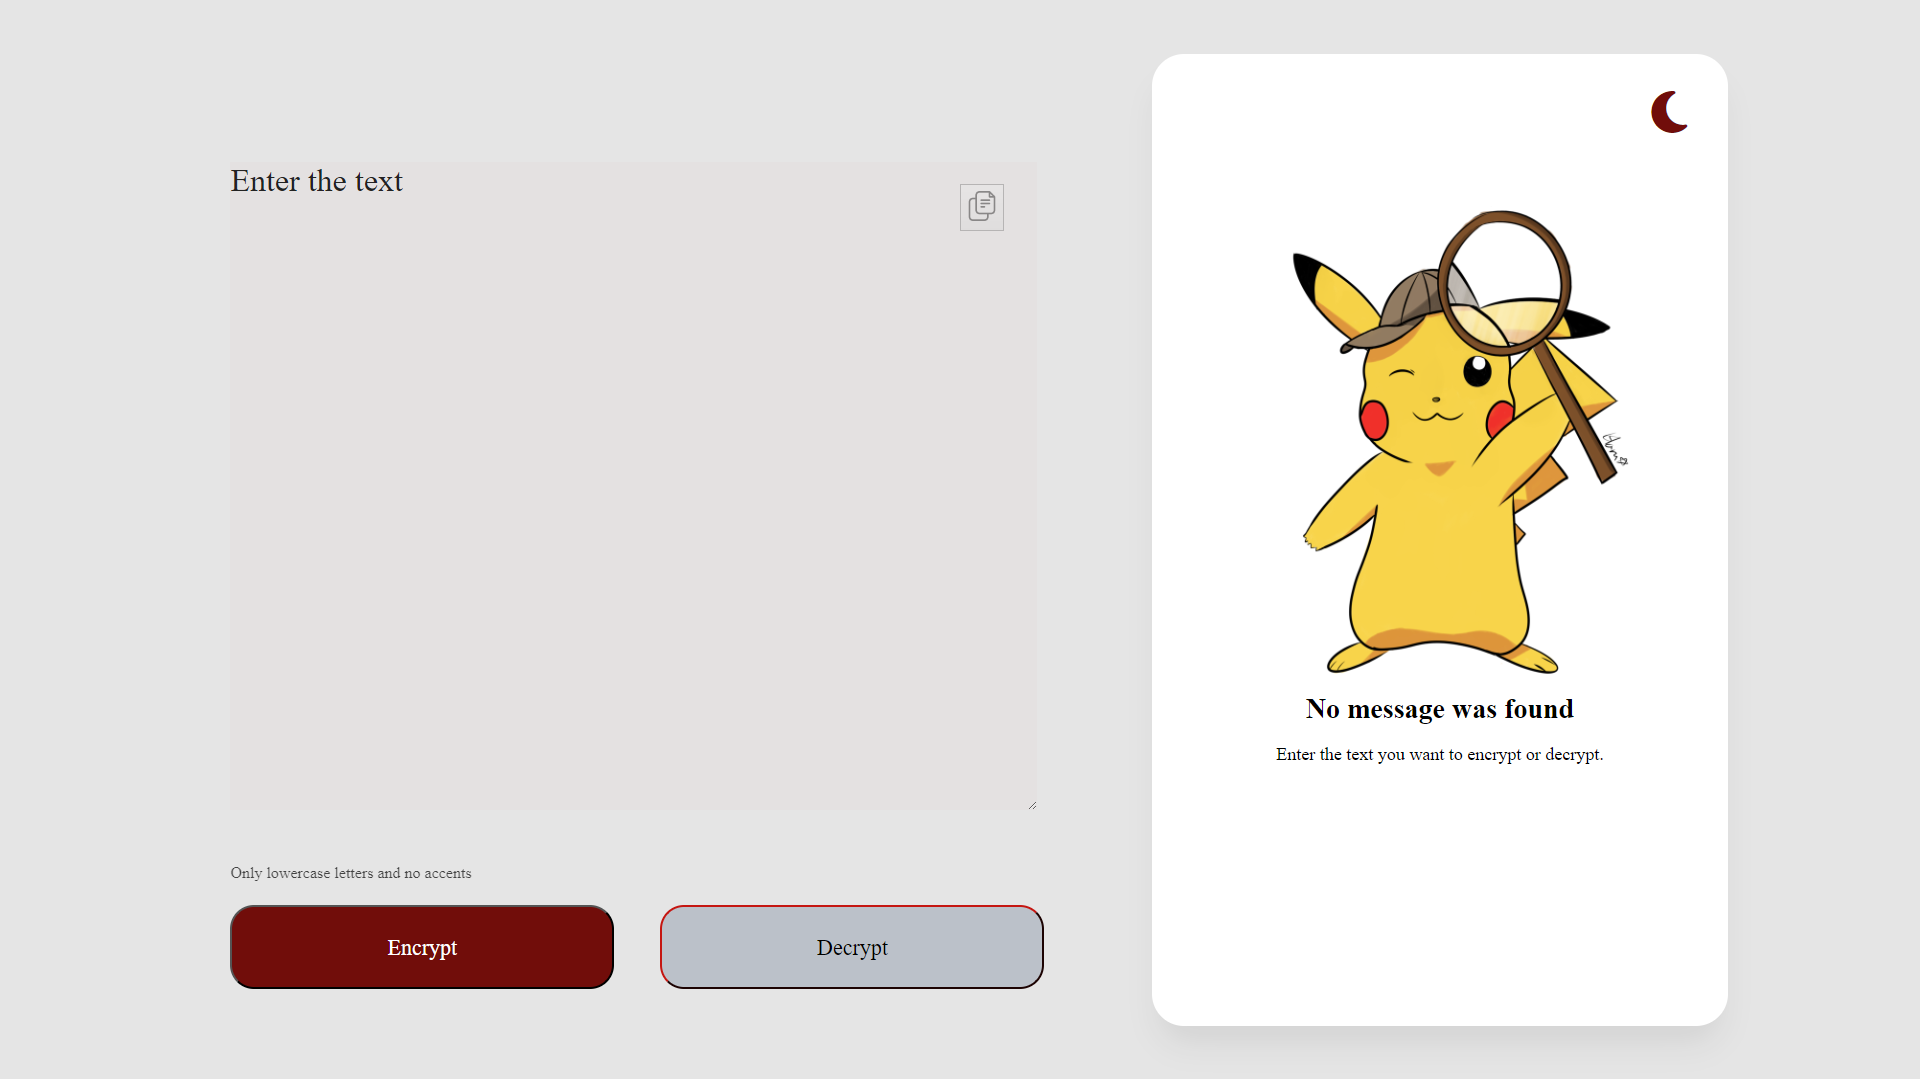 Enter the text
Only lowercase letters and no accents
Encrypt
Decrypt
No message was found
Enter the text you want to encrypt or decrypt.